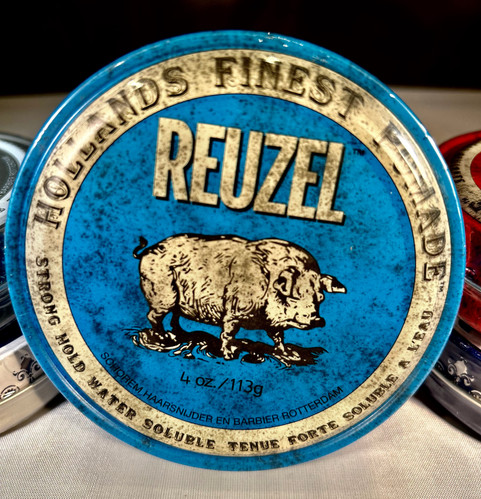 HOLLANDS FINEST POMADE™
REUZEL
4 oz./113g
SCHOREM HAARSNIJDER EN BARBIER ROTTERDAM
STRONG HOLD WATER SOLUBLE TENUE FORTE SOLUBLE A L'EAU